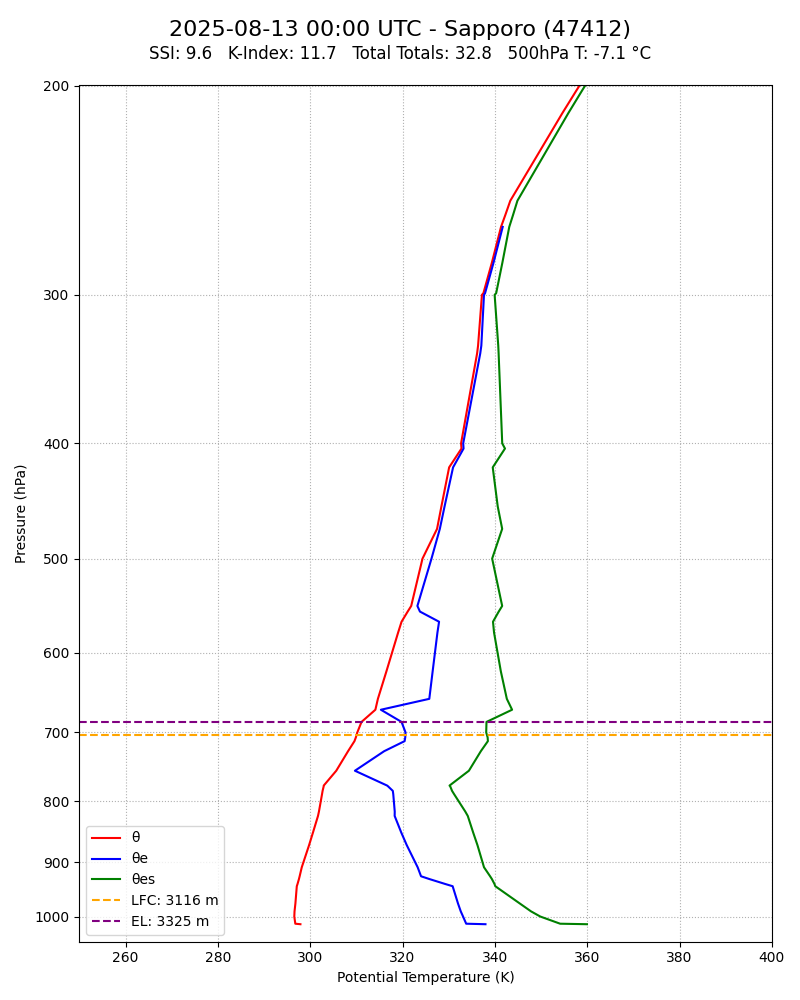 2025-08-13 00:00 UTC - Sapporo (47412)
SSI: 9.6   K-Index: 11.7   Total Totals: 32.8   500hPa T: -7.1 °C
200
300
400
500
600
700
800
900
1000
Pressure (hPa)
θ
θe
θes
LFC: 3116 m
EL: 3325 m
260
280
300
320
340
360
380
400
Potential Temperature (K)